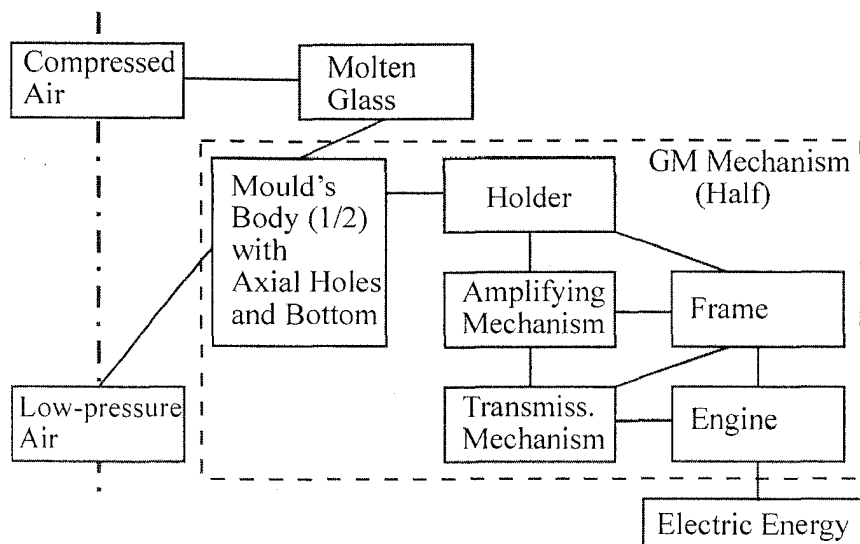 Compressed
Air
Molten
Glass
GM Mechanism
(Half)
Mould's
Body (1/2)
with
Axial Holes
and Bottom
Holder
Amplifying
Mechanism
Frame
Low-pressure
Air
Transmiss.
Mechanism
Engine
Electric Energy